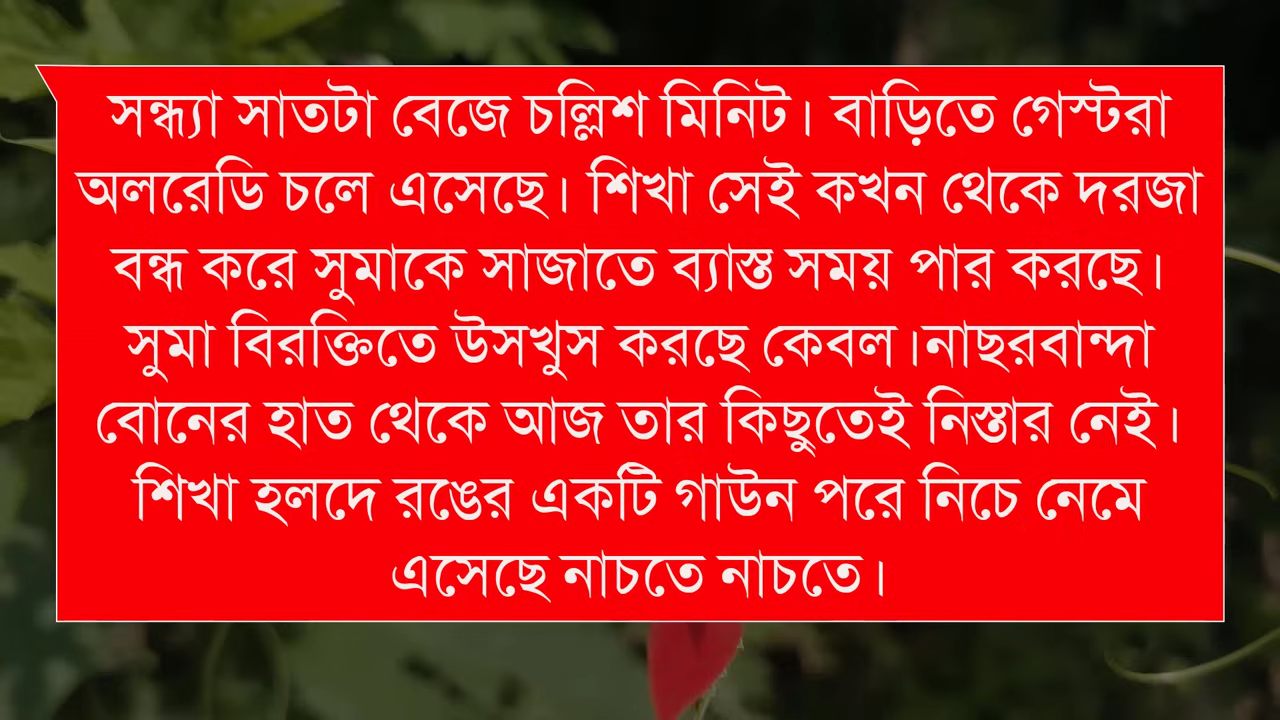 সন্ধ্যা সাতটা বেজে চল্লিশ মিনিট। বাড়িতে গেস্টরা
অলরেডি চলে এসেছে। শিখা সেই কখন থেকে দরজা
বন্ধ করে সুমাকে সাজাতে ব্যাস্ত সময় পার করছে।
সুমা বিরক্তিতে উসখুস করছে কেবল।নাছরবান্দা
বোনের হাত থেকে আজ তার কিছুতেই নিস্তার নেই।
শিখা হলদে রঙের একটি গাউন পরে নিচে নেমে
এসেছে নাচতে নাচতে।